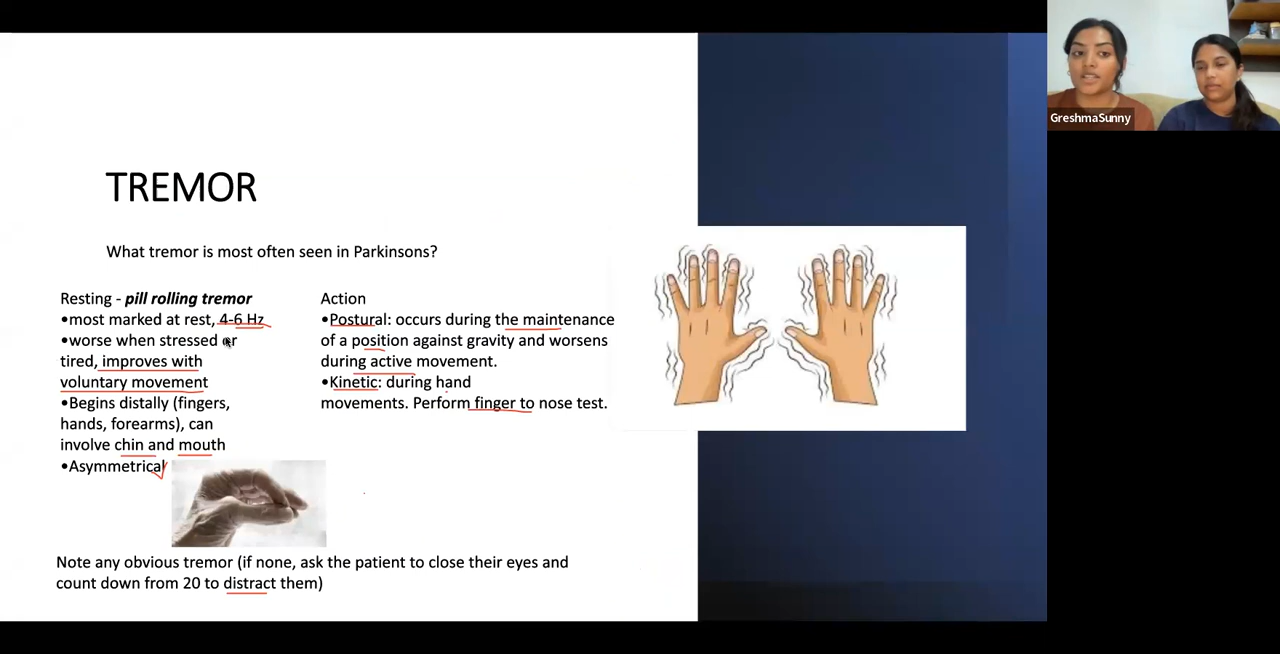 GreshmaSunny
TREMOR
What tremor is most often seen in Parkinsons?
Resting - pill rolling tremor
•most marked at rest, 4-6 Hz
•worse when stressed or
tired, improves with
voluntary movement
•Begins distally (fingers,
hands, forearms), can
involve chin and mouth
•Asymmetrical
Action
•Postural: occurs during the maintenance
of a position against gravity and worsens
during active movement.
•Kinetic: during hand
movements. Perform finger to nose test.
Note any obvious tremor (if none, ask the patient to close their eyes and
count down from 20 to distract them)